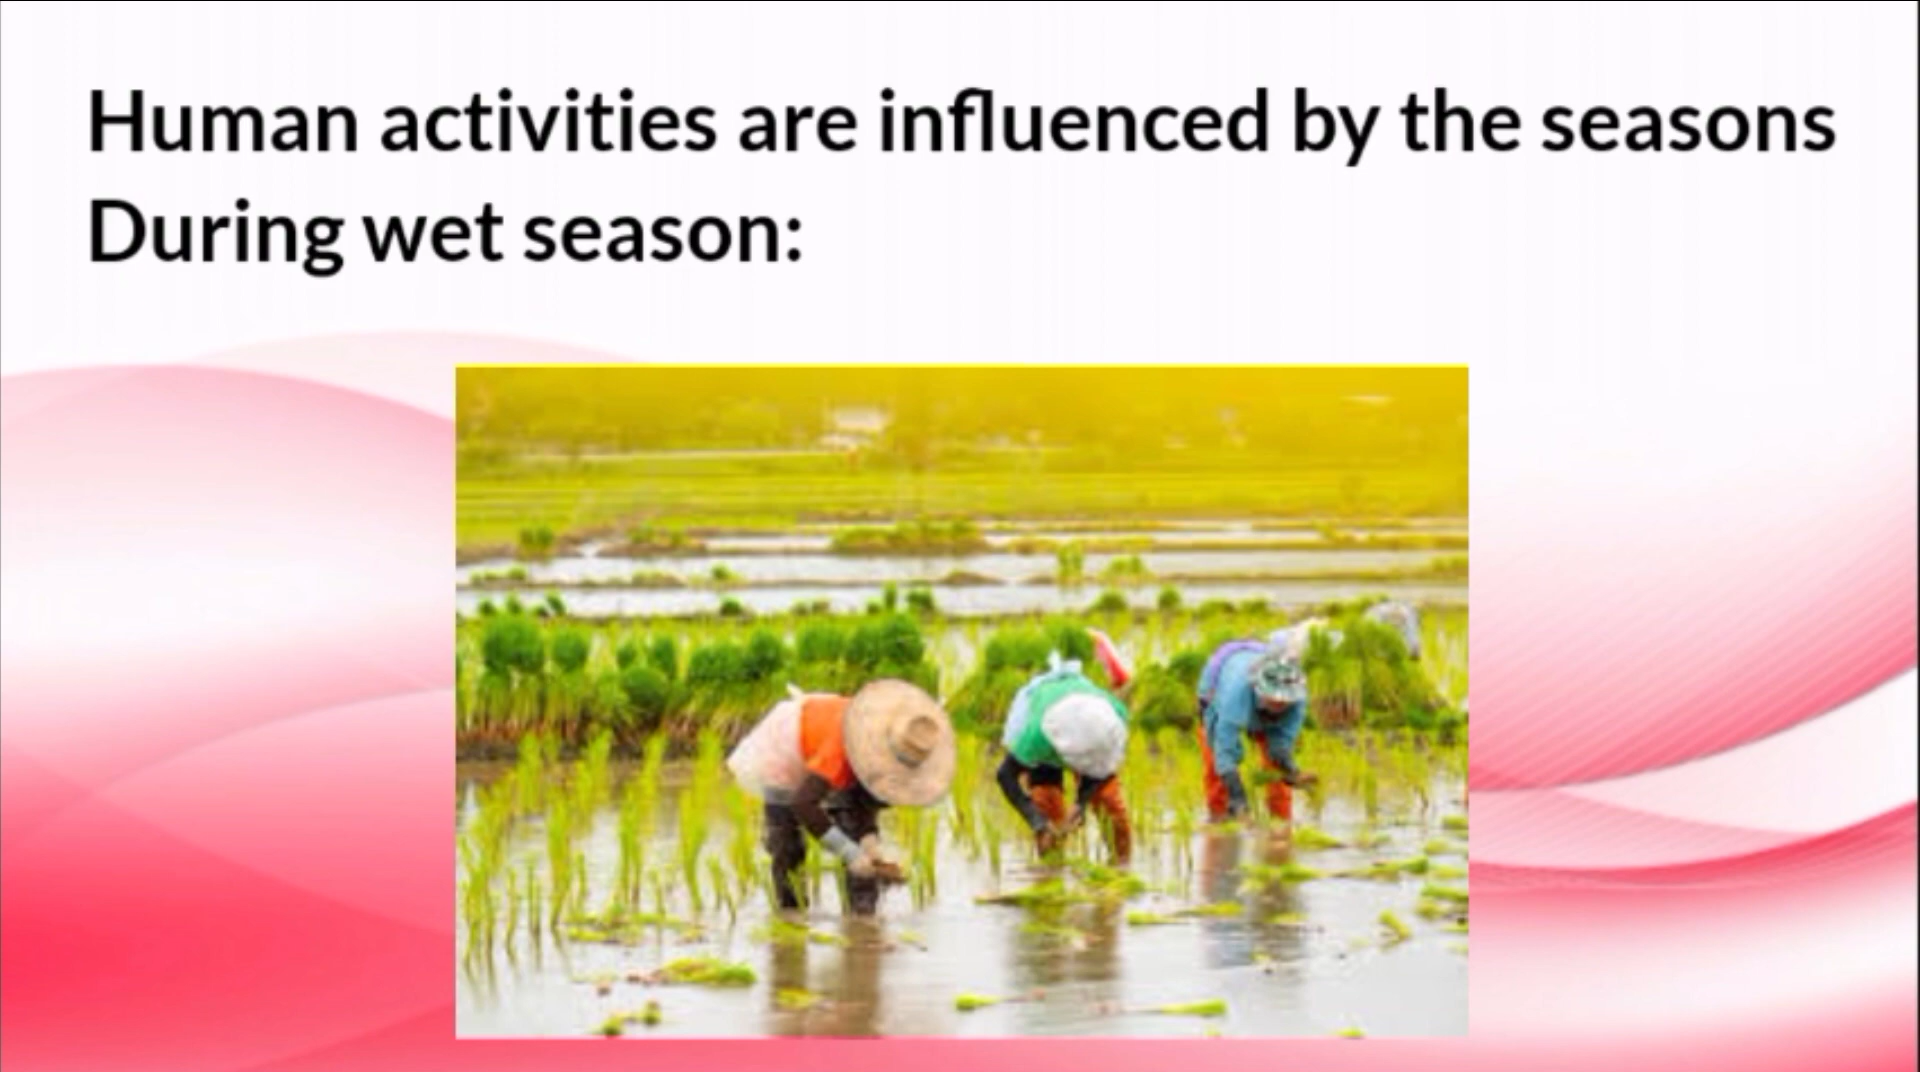 Human activities are influenced by the seasons
During wet season: